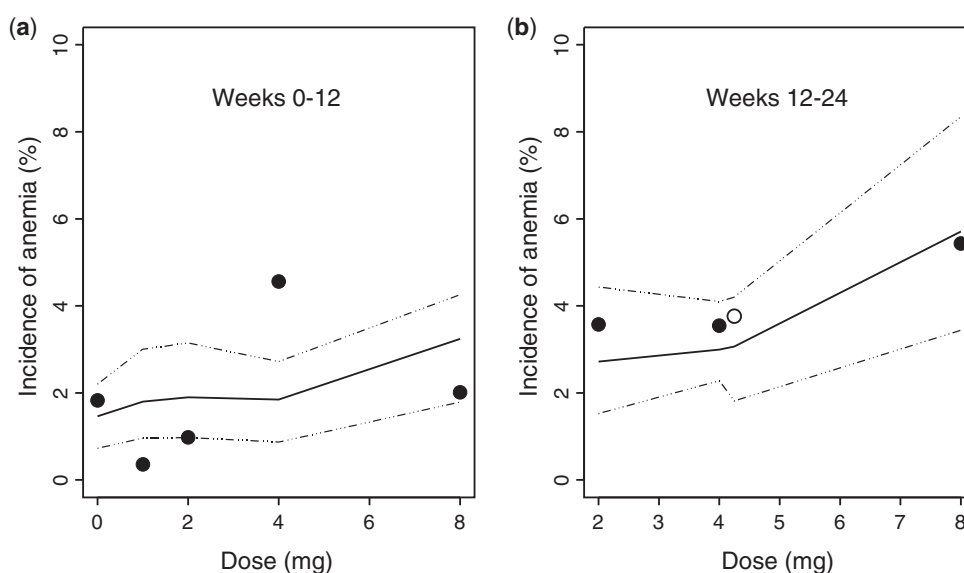 (a)
Weeks 0-12
Incidence of anemia (%)
10
8
6
4
2
0
0 2 4 6 8
Dose (mg)
(b)
Weeks 12-24
Incidence of anemia (%)
10
8
6
4
2
0
2 3 4 5 6 7 8
Dose (mg)